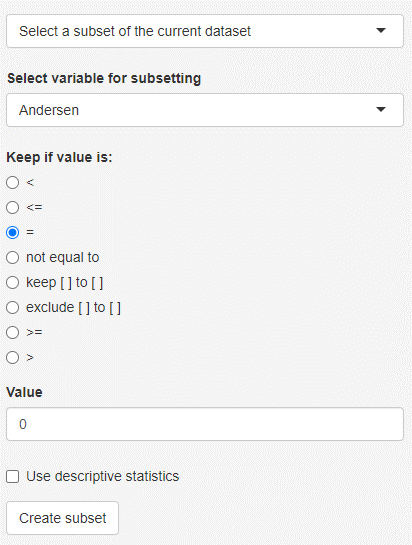 Select a subset of the current dataset
Select variable for subsetting
Andersen
Keep if value is:
<
<=
=
not equal to
keep [ ] to [ ]
exclude [ ] to [ ]
>=
>
Value
0
Use descriptive statistics
Create subset